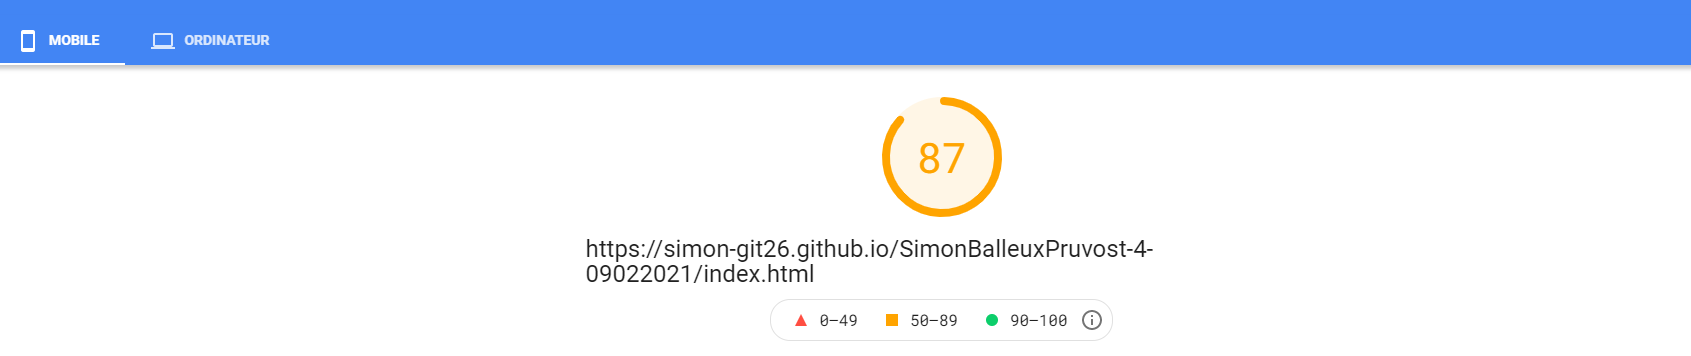 MOBILE
ORDINATEUR
87
https://simon-git26.github.io/SimonBalleuxPruvost-4-
09022021/index.html
0–49 50–89 90–100